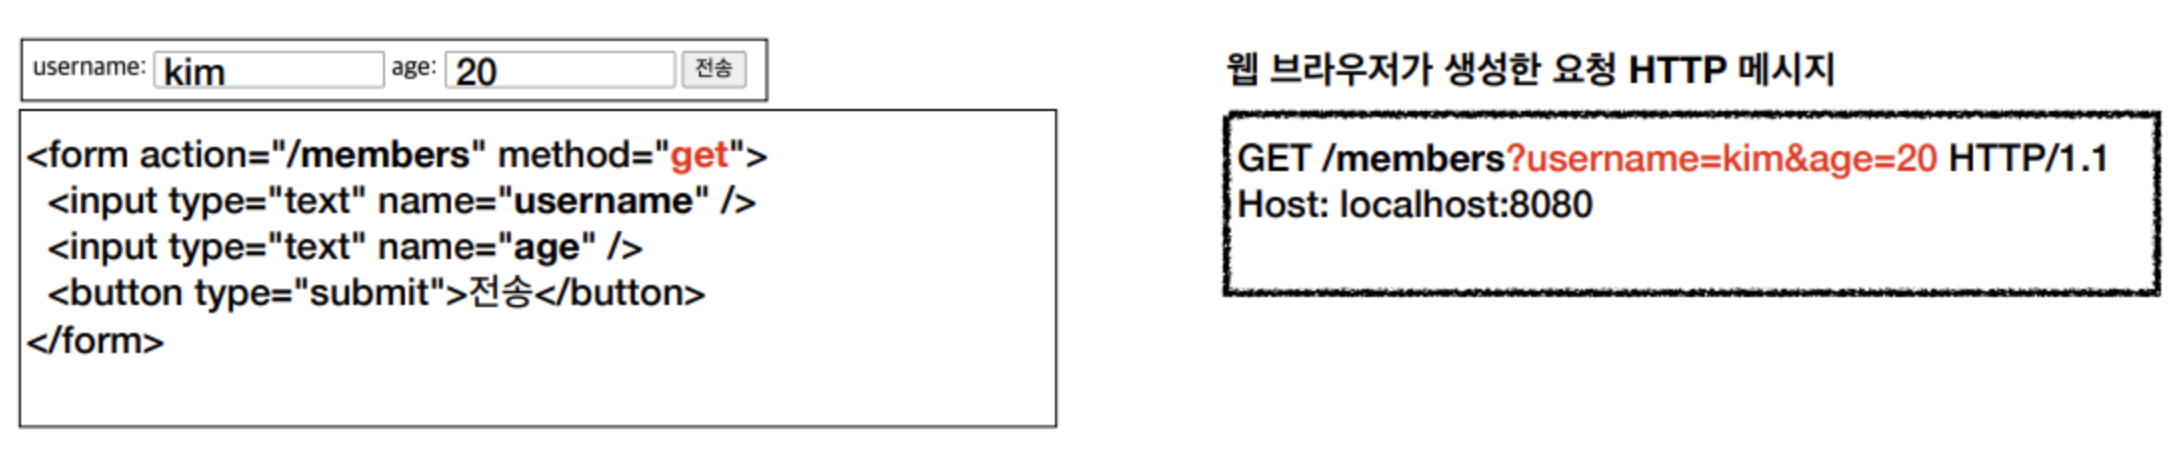 username: kim age: 20 전송
<form action="/members" method="get">
<input type="text" name="username" />
<input type="text" name="age" />
<button type="submit">전송</button>
</form>
웹 브라우저가 생성한 요청 HTTP 메시지
GET /members?username=kim&age=20 HTTP/1.1
Host: localhost:8080